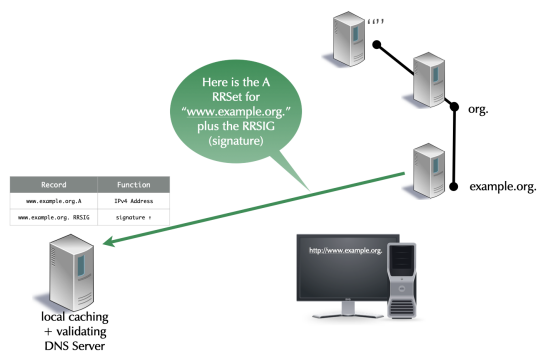 “”
org.
Here is the A
RRSet for
“www.example.org.”
plus the RRSIG
(signature)
example.org.
Record Function
www.example.org.A IPv4 Address
www.example.org. RRSIG signature ↑
http://www.example.org.
local caching
+ validating
DNS Server